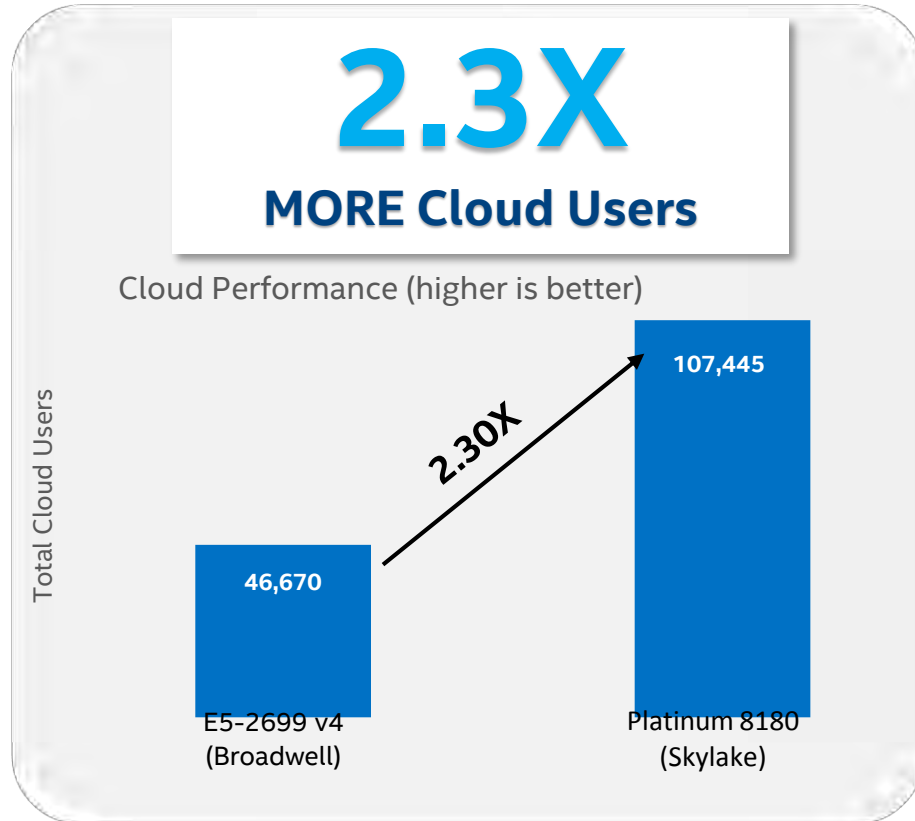 2.3X
MORE Cloud Users
Cloud Performance (higher is better)
Total Cloud Users
107,445
2.30X
46,670
E5-2699 v4
(Broadwell)
Platinum 8180
(Skylake)